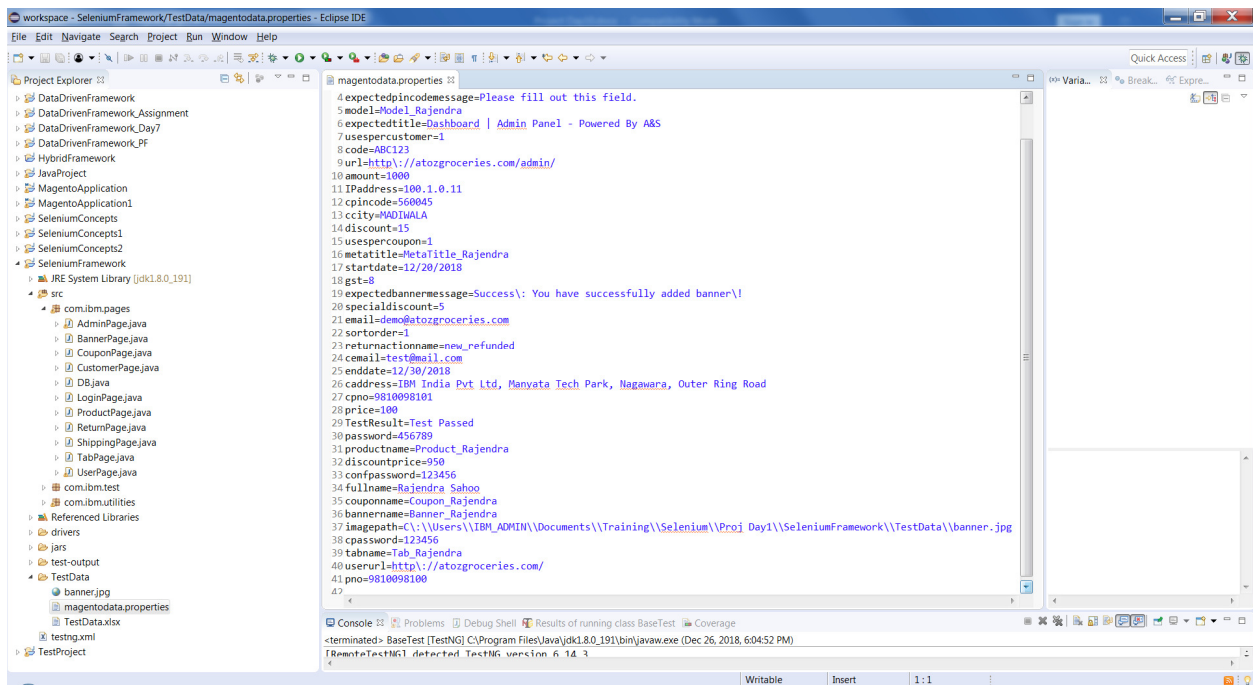 workspace - SeleniumFramework/TestData/magentodata.properties - Eclipse IDE
File Edit Navigate Search Project Run Window Help
Quick Access
Project Explorer
DataDrivenFramework
DataDrivenFramework_Assignment
DataDrivenFramework_Day7
DataDrivenFramework_PF
HybridFramework
JavaProject
MagentoApplication
MagentoApplication1
SeleniumConcepts
SeleniumConcepts1
SeleniumConcepts2
SeleniumFramework
JRE System Library [jdk1.8.0_191]
src
com.ibm.pages
AdminPage.java
BannerPage.java
CouponPage.java
CustomerPage.java
DB.java
LoginPage.java
ProductPage.java
ReturnPage.java
ShippingPage.java
TabPage.java
UserPage.java
com.ibm.test
com.ibm.utilities
Referenced Libraries
drivers
jars
test-output
TestData
banner.jpg
magentodata.properties
TestData.xlsx
testng.xml
TestProject
magentodata.properties
4 expectedpincodemessage=Please fill out this field.
5 model=Model_Rajendra
6 expectedtitle=Dashboard | Admin Panel - Powered By A&S
7 usespercustomer=1
8 code=ABC123
9 url=http\://atozgroceries.com/admin/
10 amount=1000
11 IPaddress=100.1.0.11
12 cpincode=560045
13 ccity=MADIWALA
14 discount=15
15 usespercoupon=1
16 metatitle=MetaTitle_Rajendra
17 startdate=12/20/2018
18 gst=8
19 expectedbannermessage=Success\: You have successfully added banner\!
20 specialdiscount=5
21 email=demo@atozgroceries.com
22 sortorder=1
23 returnactionname=new_refunded
24 cemail=test@mail.com
25 enddate=12/30/2018
26 caddress=IBM India Pvt Ltd, Manyata Tech Park, Nagawara, Outer Ring Road
27 cpno=9810098101
28 price=100
29 TestResult=Test Passed
30 password=456789
31 productname=Product_Rajendra
32 discountprice=950
33 confpassword=123456
34 fullname=Rajendra Sahoo
35 couponname=Coupon_Rajendra
36 bannername=Banner_Rajendra
37 imagepath=C\:\\Users\\IBM_ADMIN\\Documents\\Training\\Selenium\\Proj Day1\\SeleniumFramework\\TestData\\banner.jpg
38 cpassword=123456
39 tabname=Tab_Rajendra
40 userurl=http\://atozgroceries.com/
41 pno=9810098100
42
Varia... Break... Expre...
Console Problems Debug Shell Results of running class BaseTest Coverage
<terminated> BaseTest [TestNG] C:\Program Files\Java\jdk1.8.0_191\bin\javaw.exe (Dec 26, 2018, 6:04:52 PM)
[RemoteTestNG] detected TestNG version 6.14.3
Writable Insert 1 : 1